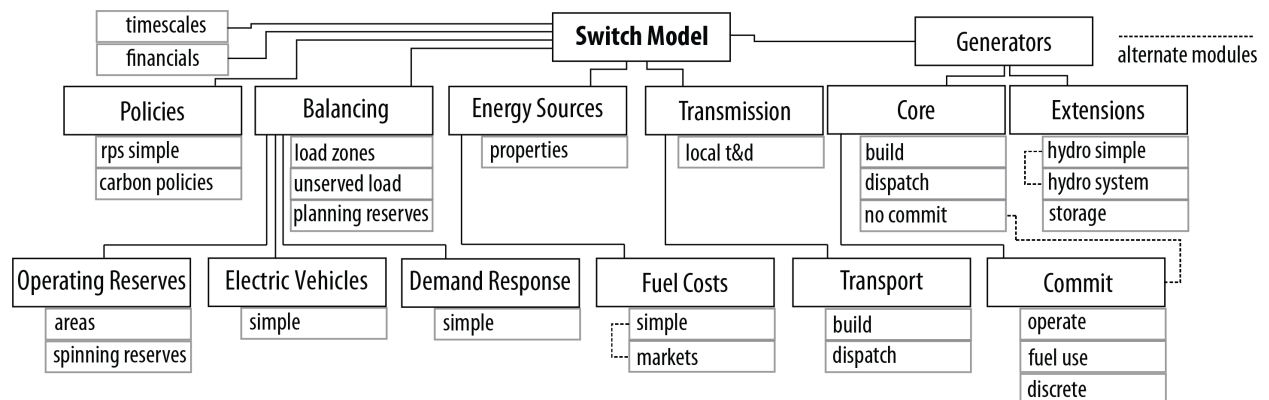 timescales
financials
Switch Model
Generators
alternate modules
Policies
rps simple
carbon policies
Balancing
load zones
unserved load
planning reserves
Energy Sources
properties
Transmission
local t&d
Core
build
dispatch
no commit
Extensions
hydro simple
hydro system
storage
Operating Reserves
areas
spinning reserves
Electric Vehicles
simple
Demand Response
simple
Fuel Costs
simple
markets
Transport
build
dispatch
Commit
operate
fuel use
discrete